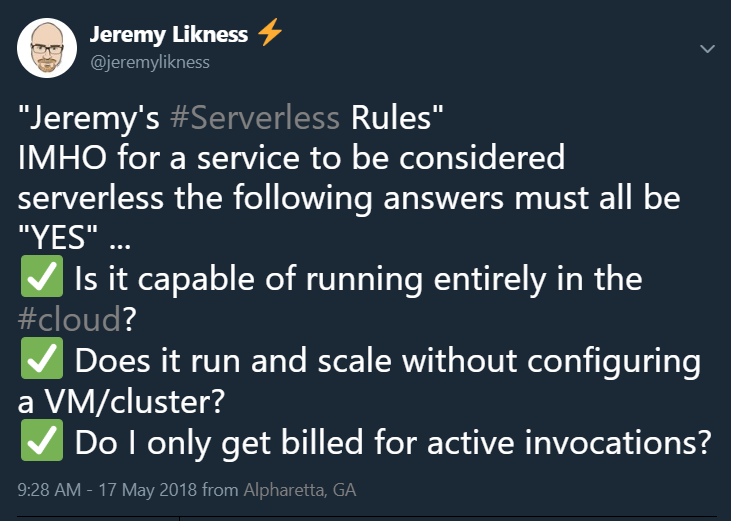 Jeremy Likness ⚡
@jeremylikness
"Jeremy's #Serverless Rules"
IMHO for a service to be considered
serverless the following answers must all be
"YES" ...
✅ Is it capable of running entirely in the
#cloud?
✅ Does it run and scale without configuring
a VM/cluster?
✅ Do I only get billed for active invocations?
9:28 AM - 17 May 2018 from Alpharetta, GA